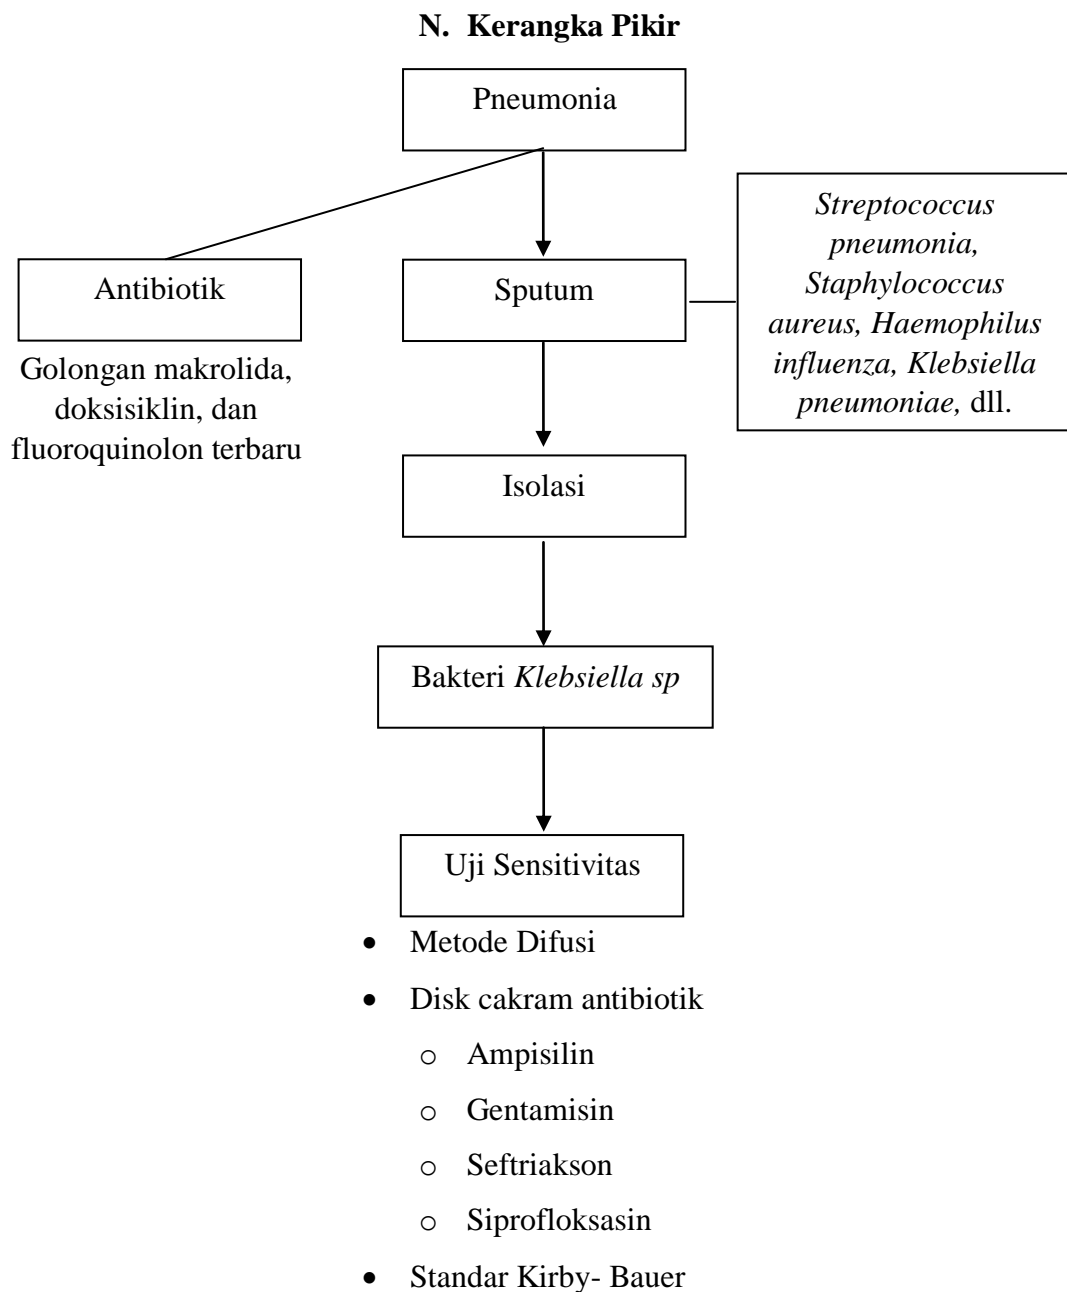 N. Kerangka Pikir
Pneumonia
Antibiotik
Golongan makrolida,
doksisiklin, dan
fluoroquinolon terbaru
Sputum
Streptococcus
pneumonia,
Staphylococcus
aureus, Haemophilus
influenza, Klebsiella
pneumoniae, dll.
Isolasi
Bakteri Klebsiella sp
Uji Sensitivitas
• Metode Difusi
• Disk cakram antibiotik
o Ampisilin
o Gentamisin
o Seftriakson
o Siprofloksasin
• Standar Kirby- Bauer